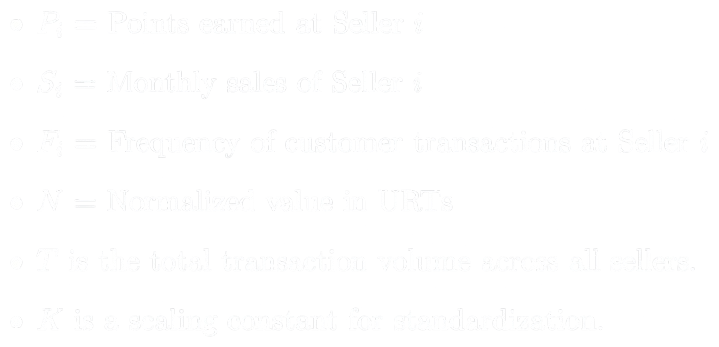 ○ P_i = Points earned at Seller i
○ S_i = Monthly sales of Seller i
○ F_i = Frequency of customer transactions at Seller i
○ N = Normalized value in URTs
○ T is the total transaction volume across all sellers.
○ K is a scaling constant for standardization.